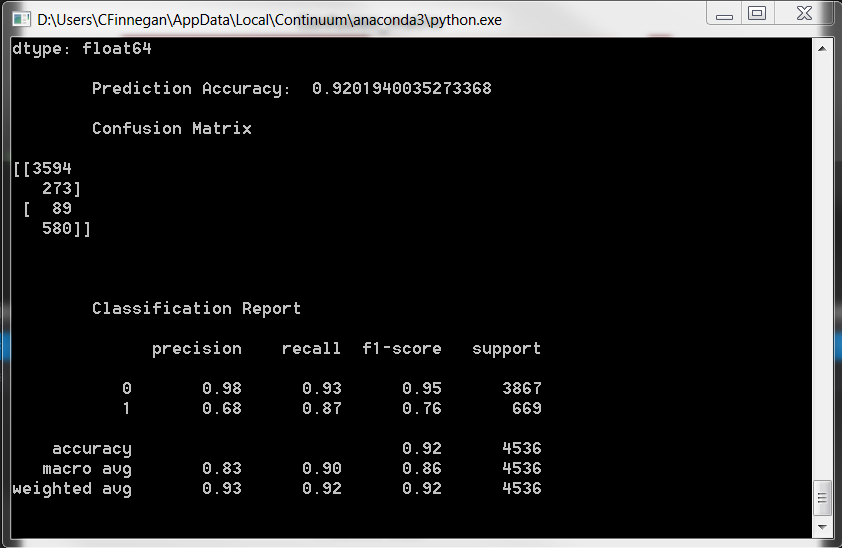 D:\Users\CFinnegan\AppData\Local\Continuum\anaconda3\python.exe
dtype: float64
Prediction Accuracy:  0.9201940035273368
Confusion Matrix
[[3594
273]
[  89
580]]
Classification Report
precision    recall  f1-score   support
0       0.98      0.93      0.95      3867
1       0.68      0.87      0.76       669
accuracy                           0.92      4536
macro avg       0.83      0.90      0.86      4536
weighted avg       0.93      0.92      0.92      4536